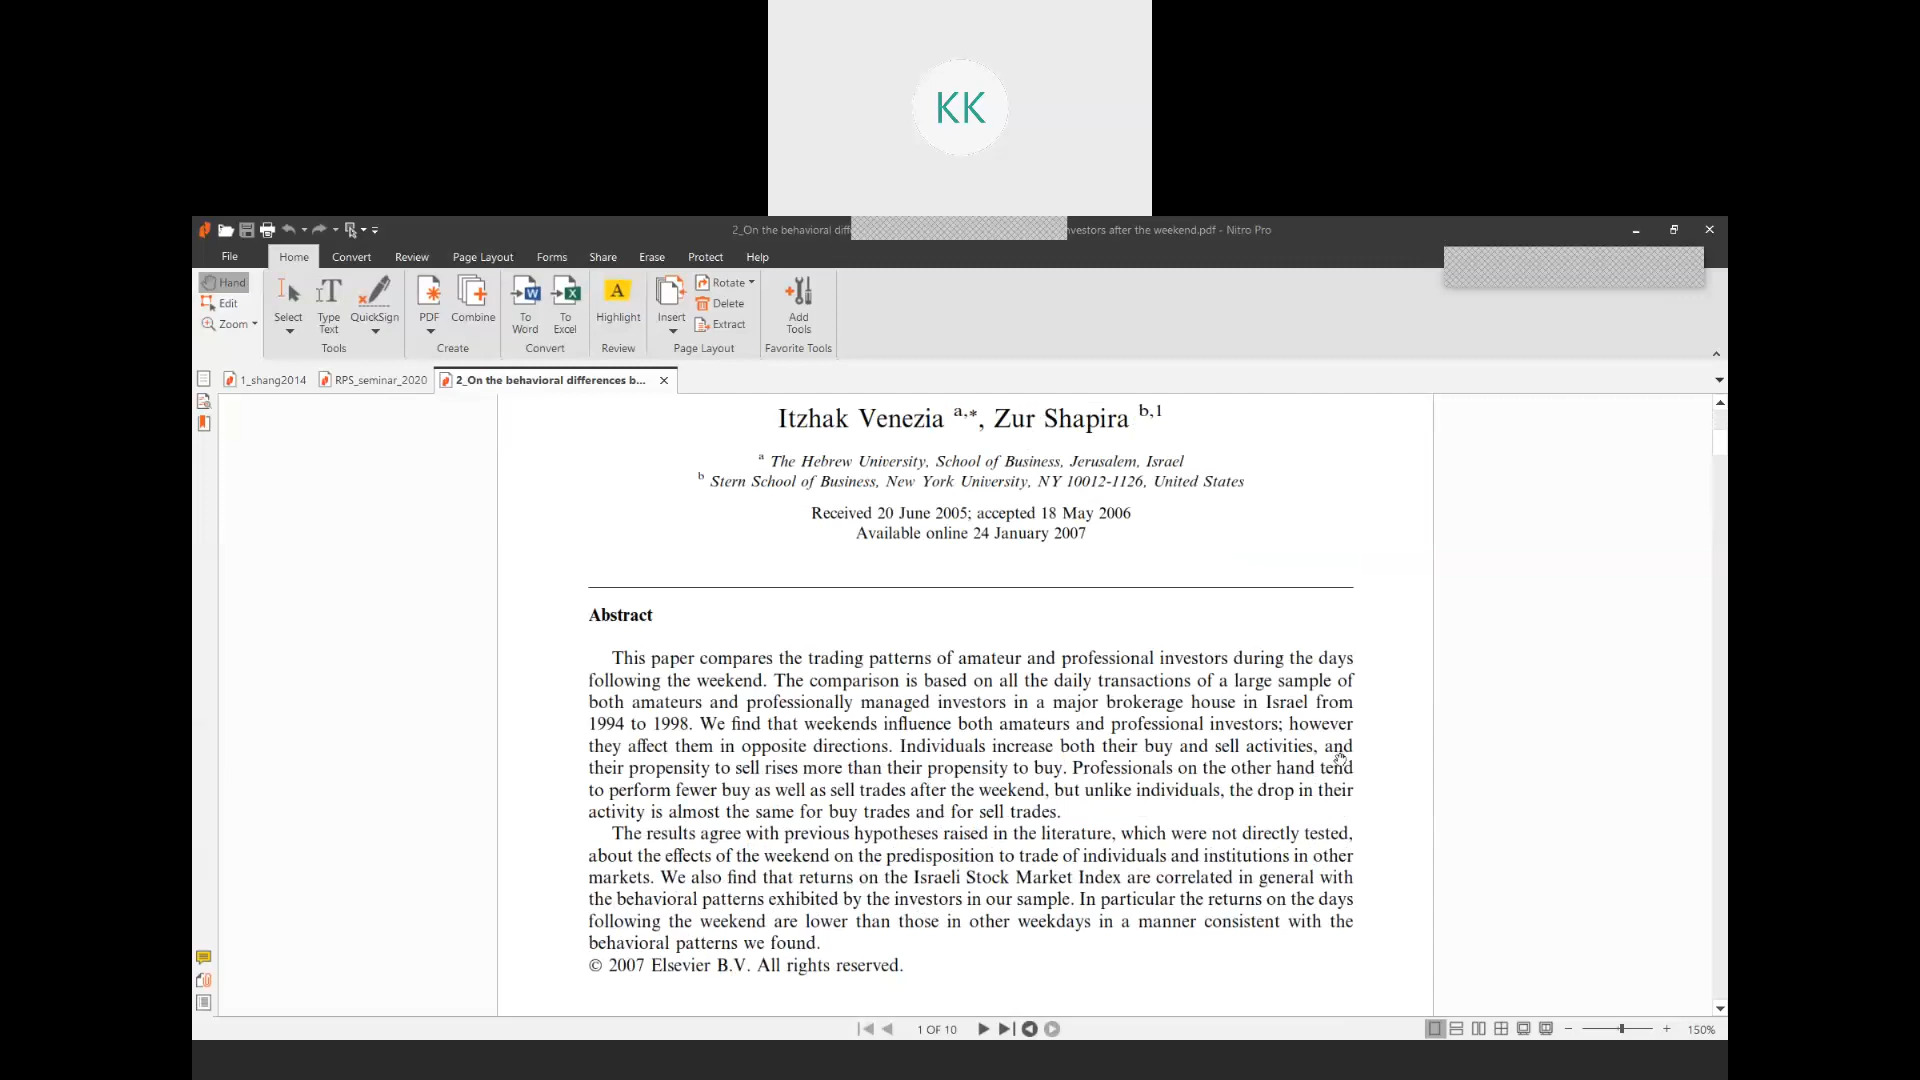 KK
2_On the behavioral diff
vestors after the weekend.pdf - Nitro Pro
File Home Convert Review Page Layout Forms Share Erase Protect Help
Hand
Edit
Zoom
Select
Type Text
QuickSign
Tools
PDF
Combine
Create
To Word
To Excel
Convert
Highlight
Review
Insert
Rotate
Delete
Extract
Page Layout
Add Tools
Favorite Tools
1_shang2014 RPS_seminar_2020 2_On the behavioral differences b...
Itzhak Venezia a,*, Zur Shapira b,1
a The Hebrew University, School of Business, Jerusalem, Israel
b Stern School of Business, New York University, NY 10012-1126, United States
Received 20 June 2005; accepted 18 May 2006
Available online 24 January 2007
Abstract
This paper compares the trading patterns of amateur and professional investors during the days
following the weekend. The comparison is based on all the daily transactions of a large sample of
both amateurs and professionally managed investors in a major brokerage house in Israel from
1994 to 1998. We find that weekends influence both amateurs and professional investors; however
they affect them in opposite directions. Individuals increase both their buy and sell activities, and
their propensity to sell rises more than their propensity to buy. Professionals on the other hand tend
to perform fewer buy as well as sell trades after the weekend, but unlike individuals, the drop in their
activity is almost the same for buy trades and for sell trades.
The results agree with previous hypotheses raised in the literature, which were not directly tested,
about the effects of the weekend on the predisposition to trade of individuals and institutions in other
markets. We also find that returns on the Israeli Stock Market Index are correlated in general with
the behavioral patterns exhibited by the investors in our sample. In particular the returns on the days
following the weekend are lower than those in other weekdays in a manner consistent with the
behavioral patterns we found.
© 2007 Elsevier B.V. All rights reserved.
1 OF 10
150%